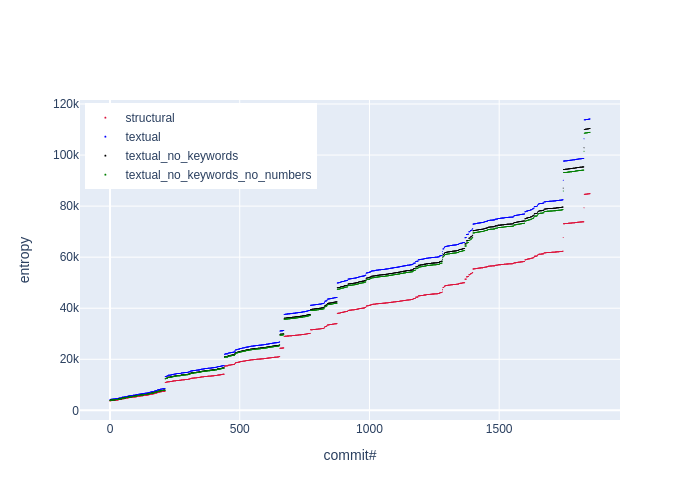 structural
textual
textual_no_keywords
textual_no_keywords_no_numbers
120k
100k
80k
60k
40k
20k
0
entropy
0 500 1000 1500
commit#